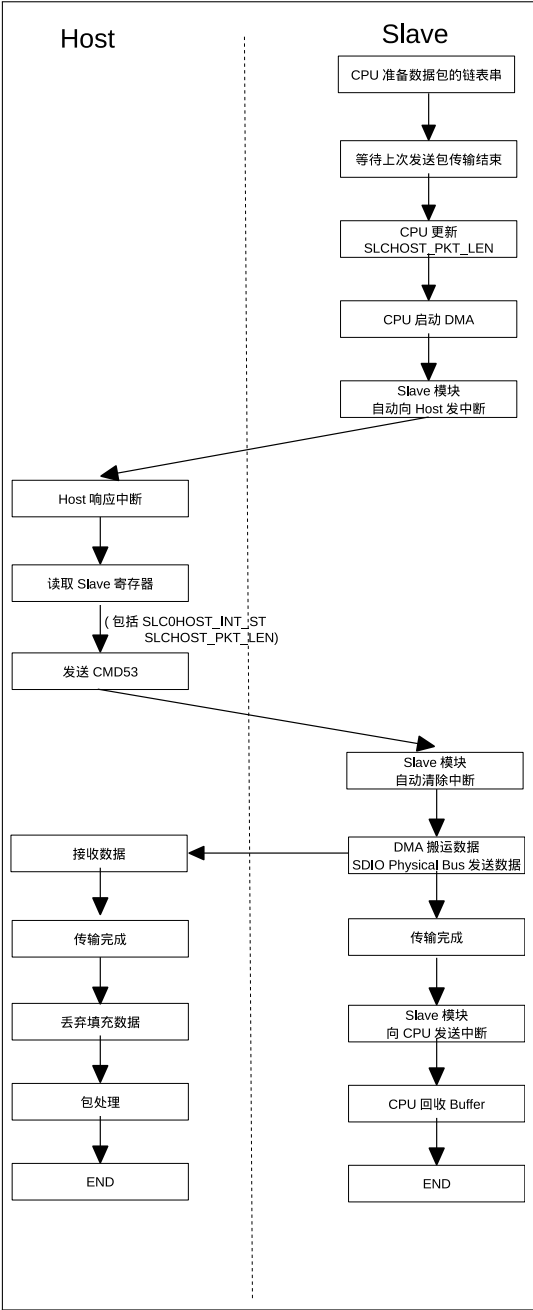 Host
Slave
CPU 准备数据包的链表串
等待上次发送包传输结束
CPU 更新
SLCHOST_PKT_LEN
CPU 启动 DMA
Slave 模块
自动向 Host 发中断
Host 响应中断
读取 Slave 寄存器
( 包括 SLC0HOST_INT_ST
SLCHOST_PKT_LEN)
发送 CMD53
Slave 模块
自动清除中断
DMA 搬运数据
SDIO Physical Bus 发送数据
接收数据
传输完成
传输完成
丢弃填充数据
Slave 模块
向 CPU 发送中断
包处理
CPU 回收 Buffer
END
END